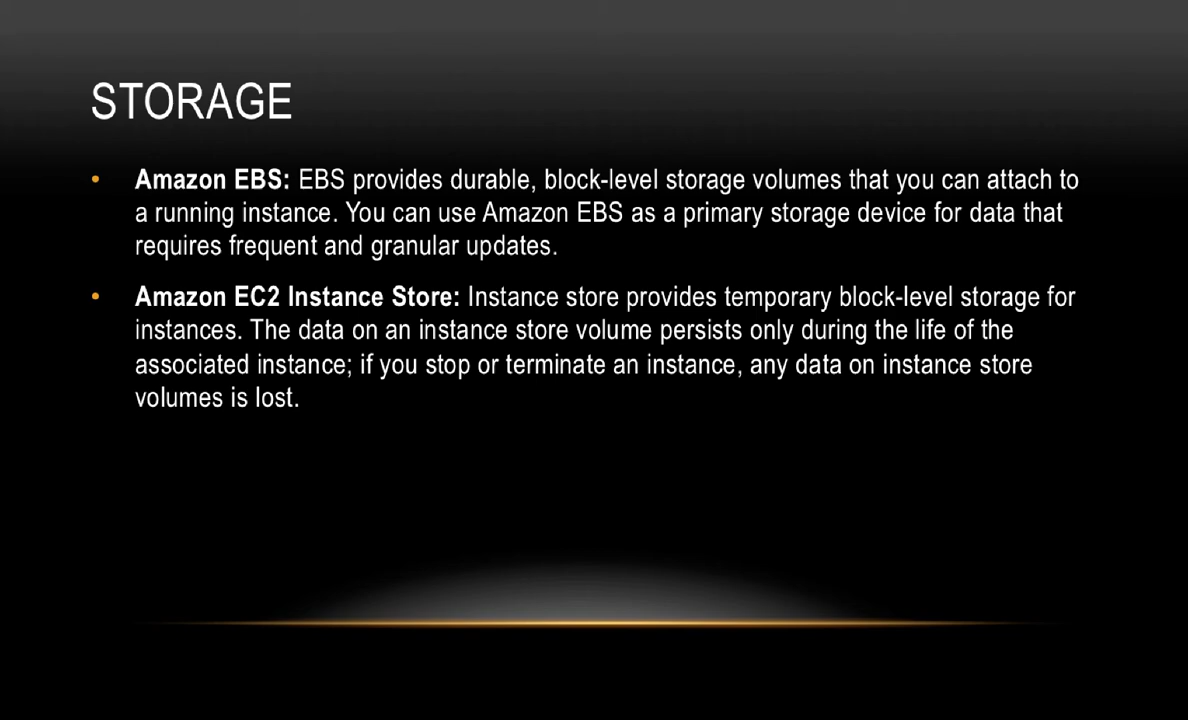 STORAGE
• Amazon EBS: EBS provides durable, block-level storage volumes that you can attach to
a running instance. You can use Amazon EBS as a primary storage device for data that
requires frequent and granular updates.
• Amazon EC2 Instance Store: Instance store provides temporary block-level storage for
instances. The data on an instance store volume persists only during the life of the
associated instance; if you stop or terminate an instance, any data on instance store
volumes is lost.